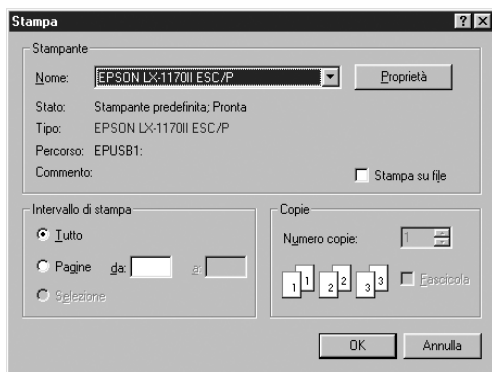 Stampa
Stampante
Nome: EPSON LX-1170II ESC/P Proprietà
Stato: Stampante predefinita; Pronta
Tipo: EPSON LX-1170II ESC/P
Percorso: EPUSB1:
Commento: Stampa su file
Intervallo di stampa
Tutto
Pagine da: a:
Selezione
Copie
Numero copie: 1
1 1 2 2 3 3 Fascicola
OK Annulla